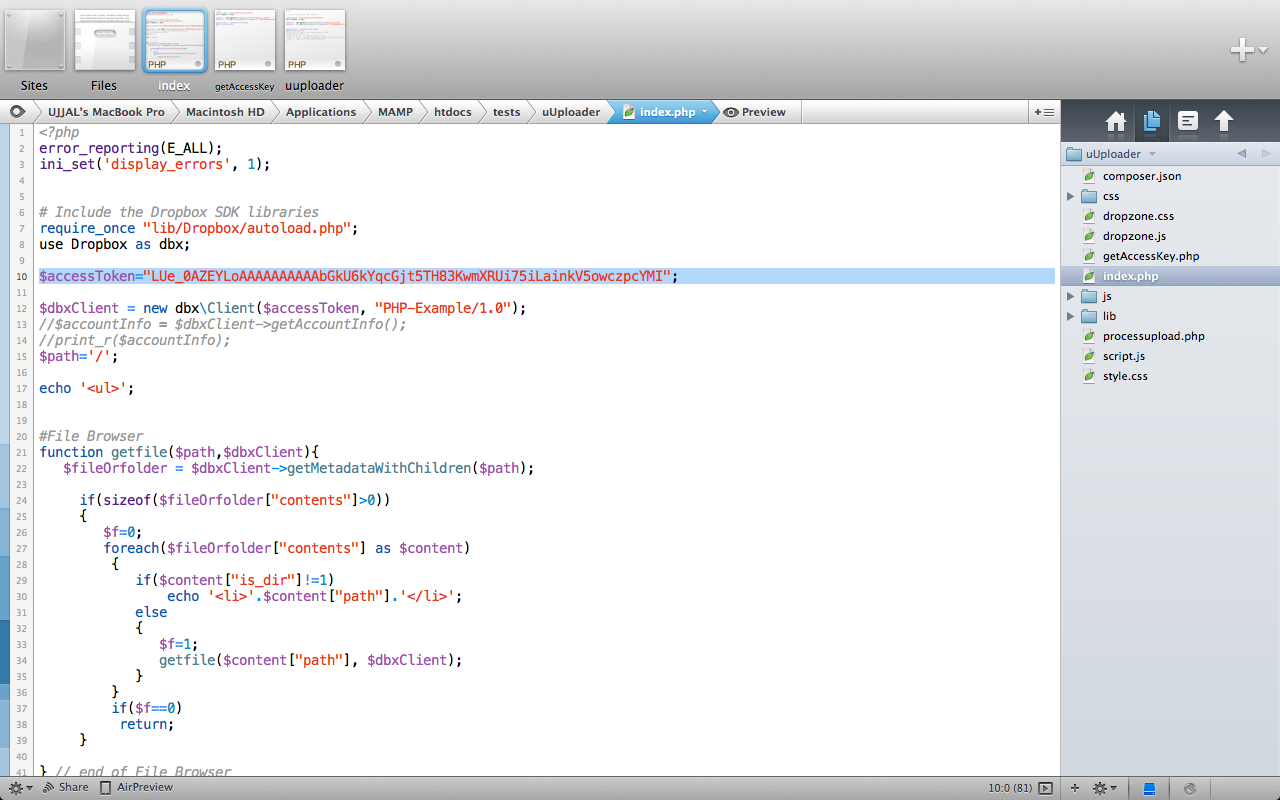 PHP
PHP
PHP
Sites
Files
index
getAccessKey
uuploader
UJJAL's MacBook Pro
Macintosh HD
Applications
MAMP
htdocs
tests
uUploader
index.php
Preview
1 <?php
2 error_reporting(E_ALL);
3 ini_set('display_errors', 1);
4
5
6 # Include the Dropbox SDK libraries
7 require_once "lib/Dropbox/autoload.php";
8 use Dropbox as dbx;
9
10 $accessToken="LUe_0AZEYLoAAAAAAAAAAbGkU6kYqcGjt5TH83KwmXRUi75iLainkV5owczpcYMI";
11
12 $dbxClient = new dbx\Client($accessToken, "PHP-Example/1.0");
13 //$accountInfo = $dbxClient->getAccountInfo();
14 //print_r($accountInfo);
15 $path='/';
16
17 echo '<ul>';
18
19
20 #File Browser
21 function getfile($path,$dbxClient){
22 $fileOrfolder = $dbxClient->getMetadataWithChildren($path);
23
24 if(sizeof($fileOrfolder["contents"]>0))
25 {
26 $f=0;
27 foreach($fileOrfolder["contents"] as $content)
28 {
29 if($content["is_dir"]!=1)
30 echo '<li>'.$content["path"].'</li>';
31 else
32 {
33 $f=1;
34 getfile($content["path"], $dbxClient);
35 }
36 }
37 if($f==0)
38 return;
39 }
40
41 } // end of File Browser
uUploader
composer.json
css
dropzone.css
dropzone.js
getAccessKey.php
index.php
js
lib
processupload.php
script.js
style.css
Share
AirPreview
10:0 (81)